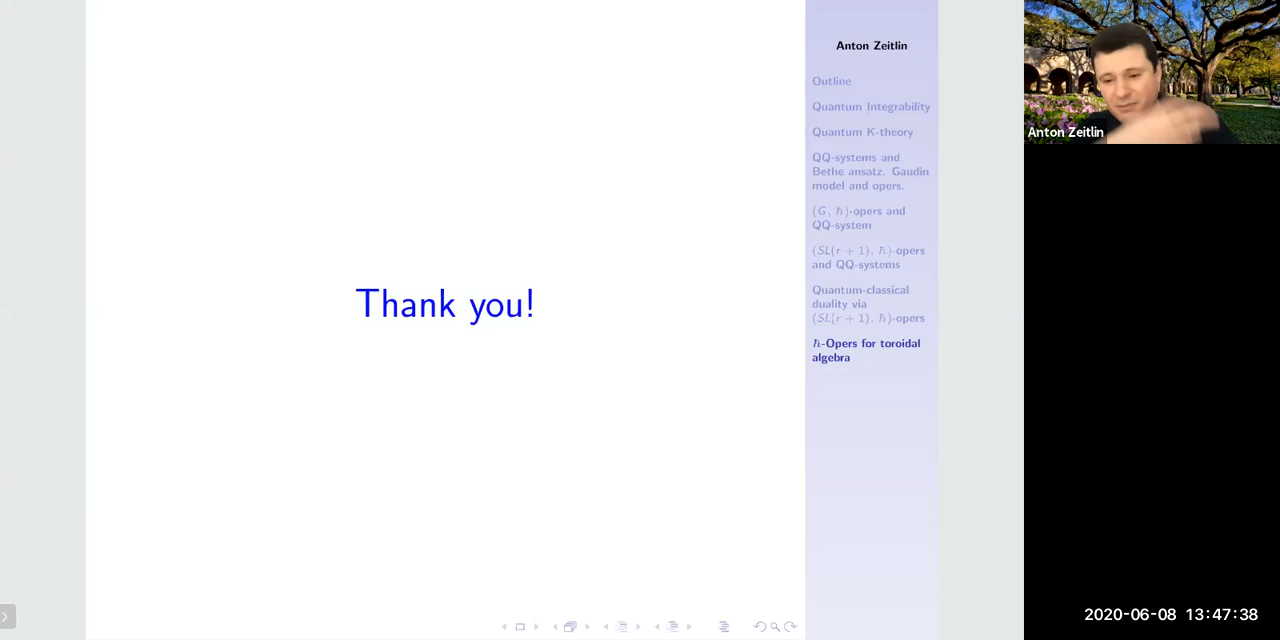 Thank you!
Anton Zeitlin
Outline
Quantum Integrability
Quantum K-theory
QQ-systems and
Bethe ansatz. Gaudin
model and opers.
(G, ℏ)-opers and
QQ-system
(SL(r + 1), ℏ)-opers
and QQ-systems
Quantum-classical
duality via
(SL(r + 1), ℏ)-opers
ℏ-Opers for toroidal
algebra
Anton Zeitlin
2020-06-08 13:47:38